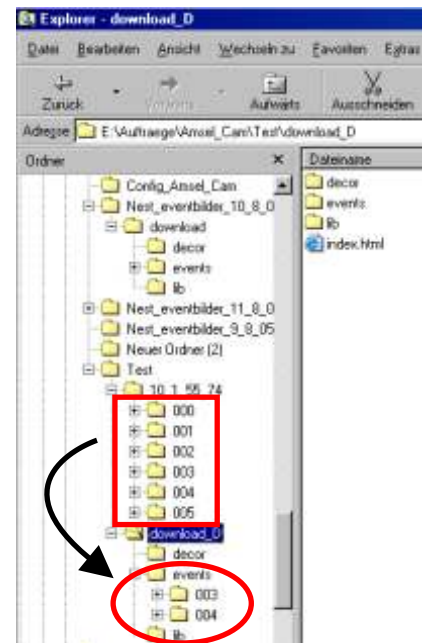 Explorer - download_D
Datei Bearbeiten Ansicht Wechseln zu Favoriten Extras
Zurück Vorwärts Aufwärts Ausschneiden
Adresse E:\Auftraege\Amsel_Cam\Test\download_D
Ordner × Dateiname
Config_Amsel_Cam
Nest_eventbilder_10_8_0
download
decor
events
lib
Nest_eventbilder_11_8_0
Nest_eventbilder_9_8_05
Neuer Ordner (2)
Test
10_1_55_74
000
001
002
003
004
005
download_D
decor
events
003
004
lib
decor
events
lib
index.html